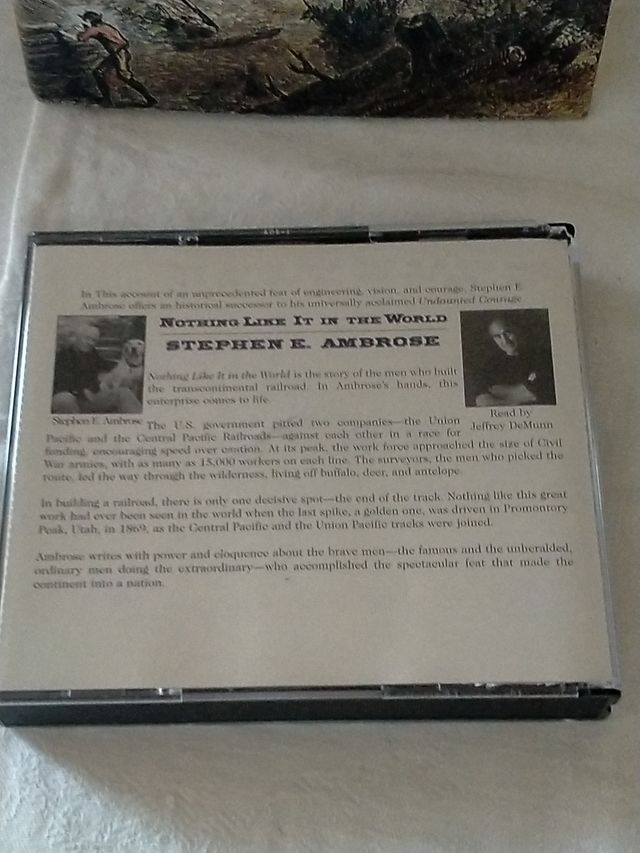 In This account of an unprecedented feat of engineering, vision, and courage, Stephen E.
Ambrose offers an historical successor to his universally acclaimed Undaunted Courage
NOTHING LIKE IT IN THE WORLD
STEPHEN E. AMBROSE
Nothing Like It in the World is the story of the men who built
the transcontinental railroad. In Ambrose's hands, this
enterprise comes to life.
Stephen E. Ambrose
Read by
Jeffrey DeMunn
The U.S. government pitted two companies—the Union
Pacific and the Central Pacific Railroads—against each other in a race for
funding, encouraging speed over caution. At its peak, the work force approached the size of Civil
War armies, with as many as 15,000 workers on each line. The surveyors, the men who picked the
route, led the way through the wilderness, living off buffalo, deer, and antelope.
In building a railroad, there is only one decisive spot—the end of the track. Nothing like this great
work had ever been seen in the world when the last spike, a golden one, was driven in Promontory
Peak, Utah, in 1869, as the Central Pacific and the Union Pacific tracks were joined.
Ambrose writes with power and eloquence about the brave men—the famous and the unheralded,
ordinary men doing the extraordinary—who accomplished the spectacular feat that made the
continent into a nation.